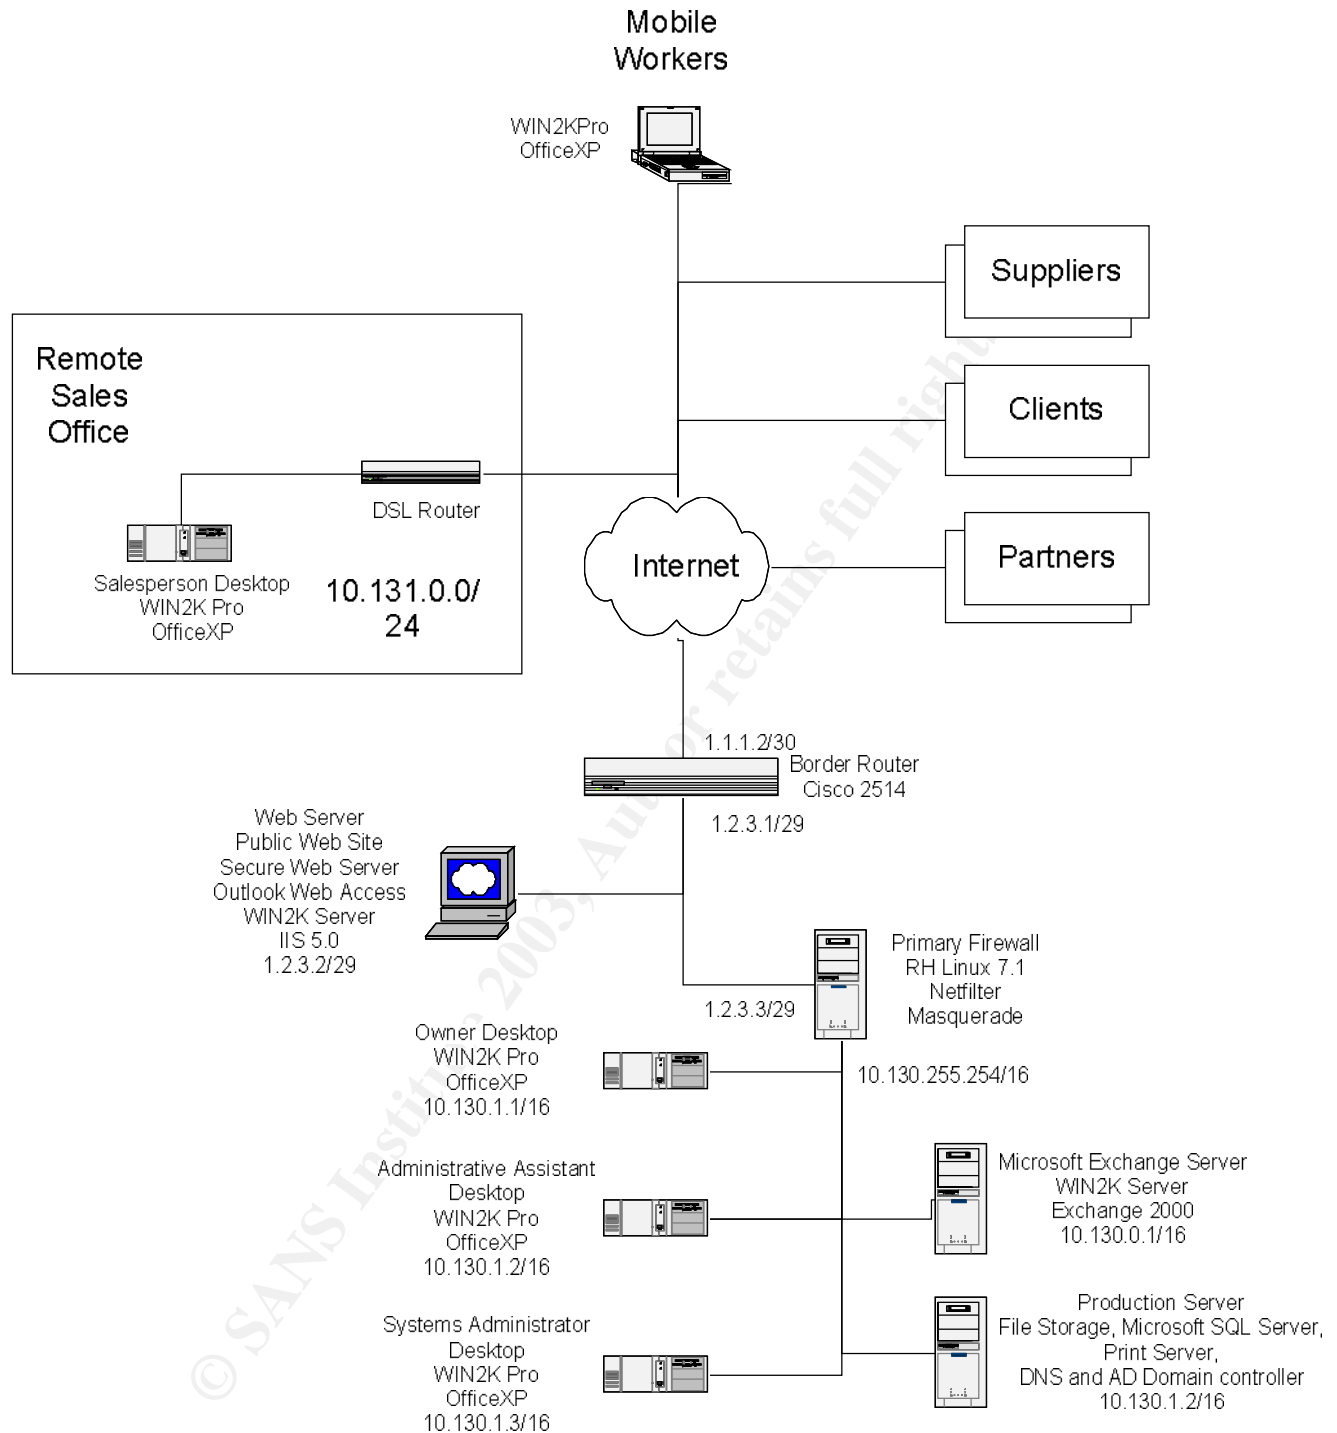 Mobile
Workers
WIN2KPro
OfficeXP
Suppliers
Remote
Sales
Office
Clients
DSL Router
Salesperson Desktop
WIN2K Pro
OfficeXP
10.131.0.0/
24
Internet
Partners
1.1.1.2/30
Border Router
Cisco 2514
1.2.3.1/29
Web Server
Public Web Site
Secure Web Server
Outlook Web Access
WIN2K Server
IIS 5.0
1.2.3.2/29
Primary Firewall
RH Linux 7.1
Netfilter
Masquerade
1.2.3.3/29
Owner Desktop
WIN2K Pro
OfficeXP
10.130.1.1/16
10.130.255.254/16
Administrative Assistant
Desktop
WIN2K Pro
OfficeXP
10.130.1.2/16
Microsoft Exchange Server
WIN2K Server
Exchange 2000
10.130.0.1/16
Systems Administrator
Desktop
WIN2K Pro
OfficeXP
10.130.1.3/16
Production Server
File Storage, Microsoft SQL Server,
Print Server,
DNS and AD Domain controller
10.130.1.2/16
© SANS Institute 2003, Author retains full rights